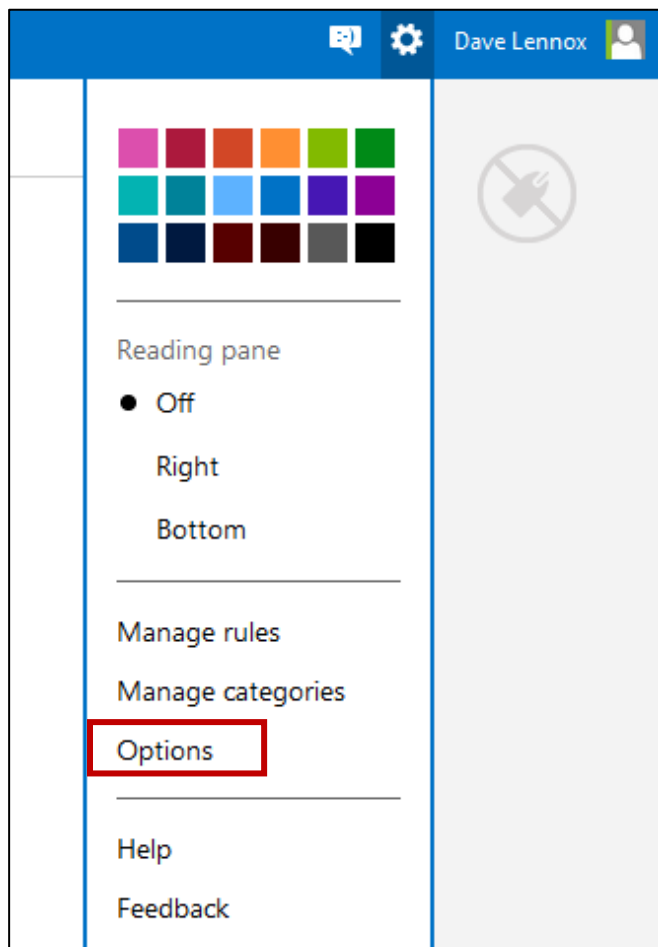 Dave Lennox
Reading pane
Off
Right
Bottom
Manage rules
Manage categories
Options
Help
Feedback